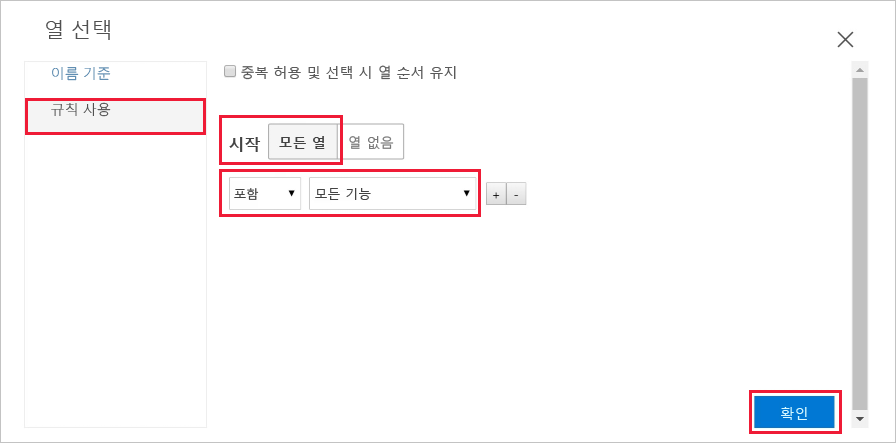 열 선택
이름 기준
규칙 사용
중복 허용 및 선택 시 열 순서 유지
시작 모든 열 열 없음
포함 모든 기능 + -
확인